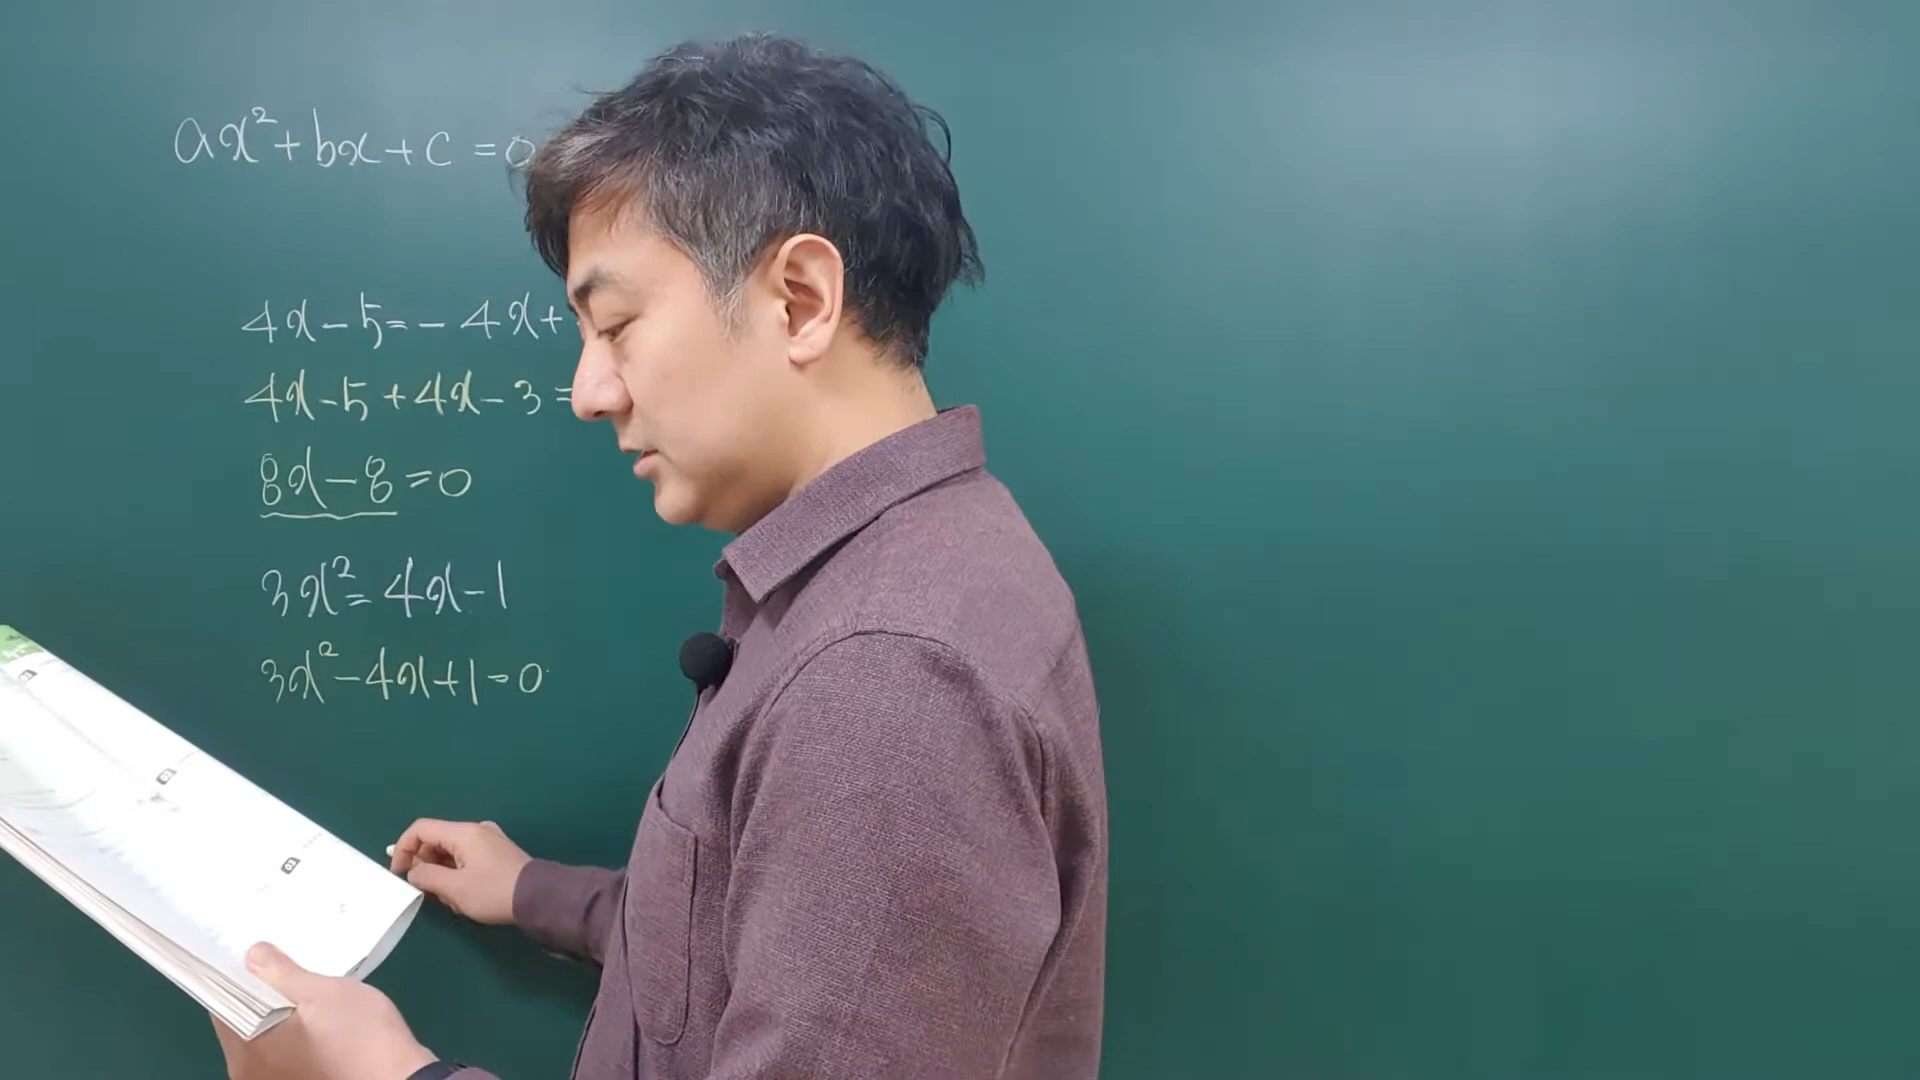 ax²+bx+c=0
4x-5=-4x+
4x-5+4x-3=
8x-8=0
3x²=4x-1
3x²-4x+1=0
03